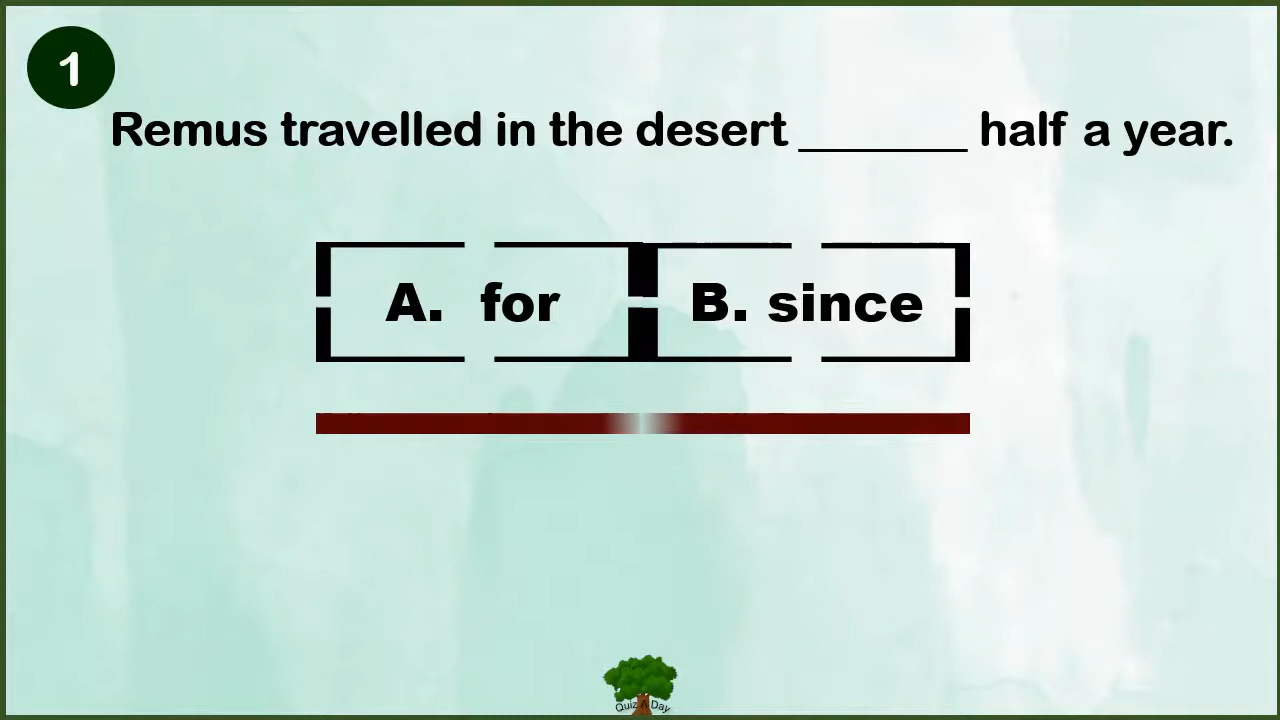 1
Remus travelled in the desert _______ half a year.
A. for
B. since
Quiz A Day